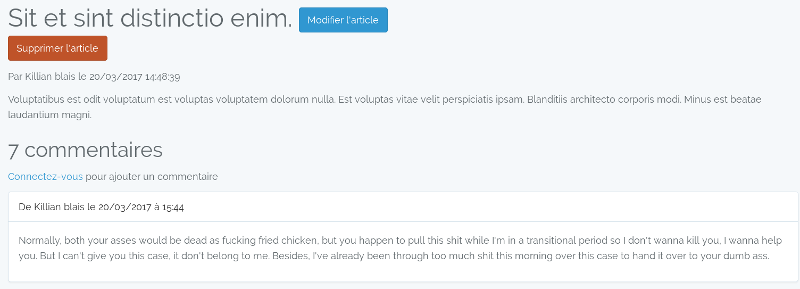 Sit et sint distinctio enim. Modifier l'article
Supprimer l'article
Par Killian blais le 20/03/2017 14:48:39
Voluptatibus est odit voluptatum est voluptas voluptatem dolorum nulla. Est voluptas vitae velit perspiciatis ipsam. Blanditiis architecto corporis modi. Minus est beatae
laudantium magni.
7 commentaires
Connectez-vous pour ajouter un commentaire
De Killian blais le 20/03/2017 à 15:44
Normally, both your asses would be dead as fucking fried chicken, but you happen to pull this shit while I'm in a transitional period so I don't wanna kill you, I wanna help
you. But I can't give you this case, it don't belong to me. Besides, I've already been through too much shit this morning over this case to hand it over to your dumb ass.